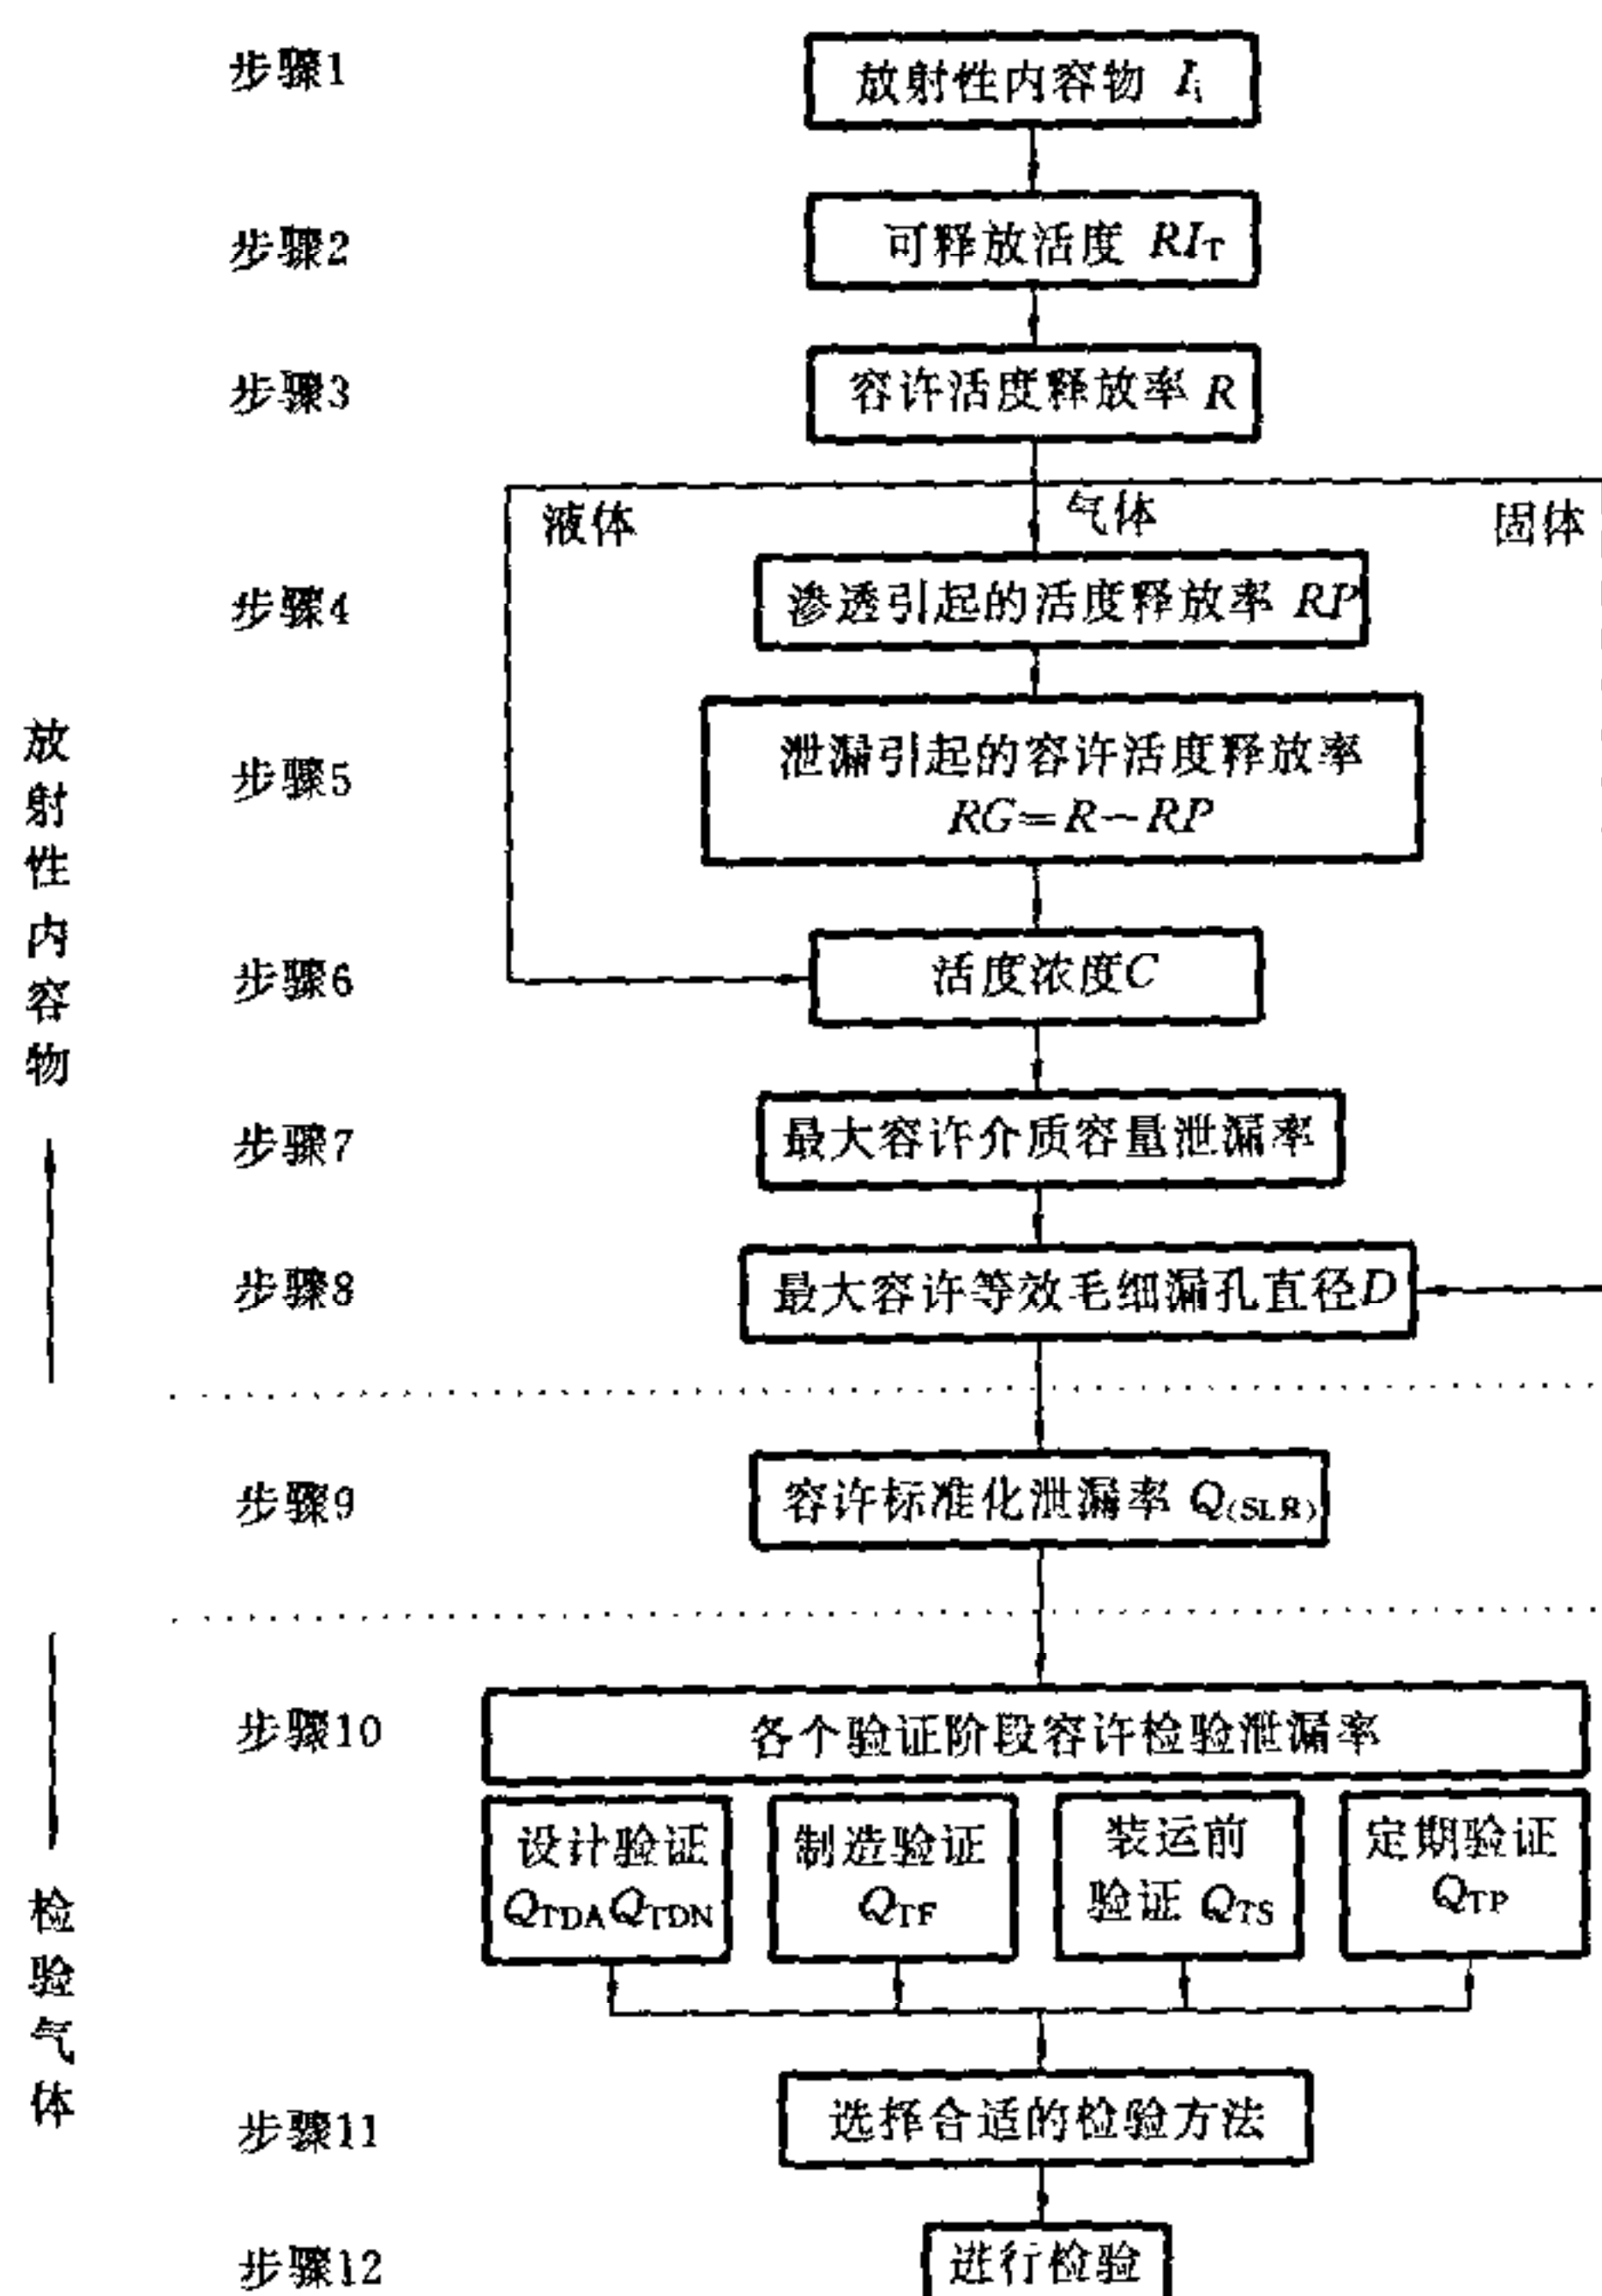 步骤1
放射性内容物 Iᵢ
步骤2
可释放活度 RI_T
步骤3
容许活度释放率 R
液体
气体
固体
步骤4
渗透引起的活度释放率 RP
步骤5
泄漏引起的容许活度释放率
RG=R-RP
步骤6
活度浓度C
步骤7
最大容许介质容量泄漏率
步骤8
最大容许等效毛细漏孔直径D
放射性内容物
步骤9
容许标准化泄漏率 Q_(SLR)
步骤10
各个验证阶段容许检验泄漏率
设计验证
Q_TDA Q_TDN
制造验证
Q_TF
装运前
验证 Q_TS
定期验证
Q_TP
检验气体
步骤11
选择合适的检验方法
步骤12
进行检验